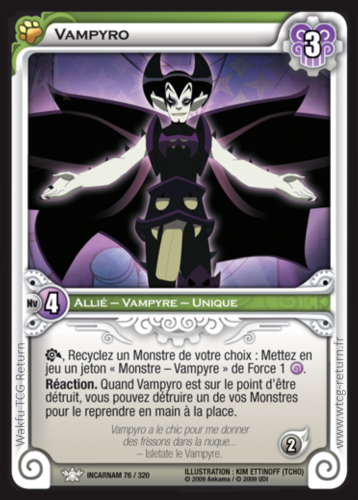 Vampyro
3
Nv 4
Allié – Vampyre – Unique
, Recyclez un Monstre de votre choix : Mettez en
jeu un jeton « Monstre – Vampyre » de Force 1 .
Réaction. Quand Vampyro est sur le point d'être
détruit, vous pouvez détruire un de vos Monstres
pour le reprendre en main à la place.
Vampyro a le chic pour me donner
des frissons dans la nuque...
– Isletate le Vampyre.
2
INCARNAM 76 / 320
ILLUSTRATION : KIM ETTINOFF (TCHO)
© 2009 Ankama / © 2009 UDI
Wakfu TCG Return
www.wtcg-return.fr